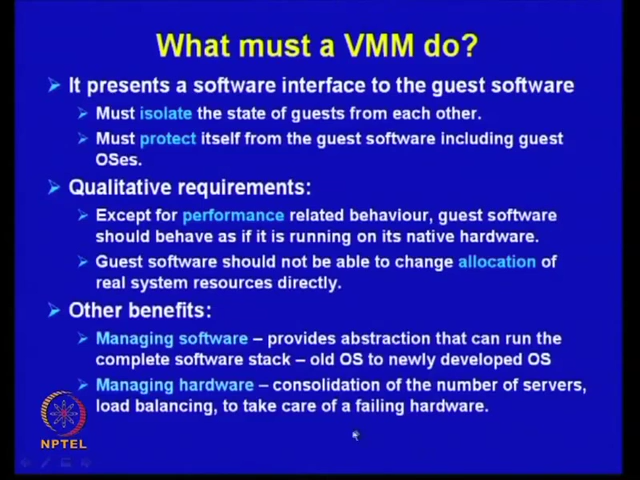 What must a VMM do?
It presents a software interface to the guest software
Must isolate the state of guests from each other.
Must protect itself from the guest software including guest
OSes.
Qualitative requirements:
Except for performance related behaviour, guest software
should behave as if it is running on its native hardware.
Guest software should not be able to change allocation of
real system resources directly.
Other benefits:
Managing software – provides abstraction that can run the
complete software stack – old OS to newly developed OS
Managing hardware – consolidation of the number of servers,
load balancing, to take care of a failing hardware.
NPTEL